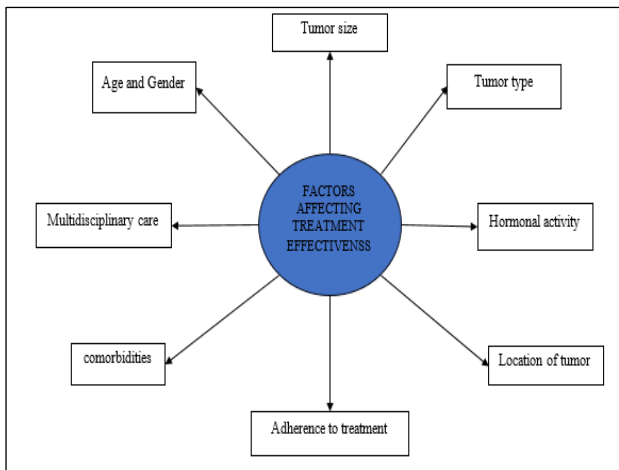 Tumor size
Age and Gender
Tumor type
FACTORS
AFFECTING
TREATMENT
EFFECTIVENSS
Multidisciplinary care
Hormonal activity
comorbidities
Location of tumor
Adherence to treatment